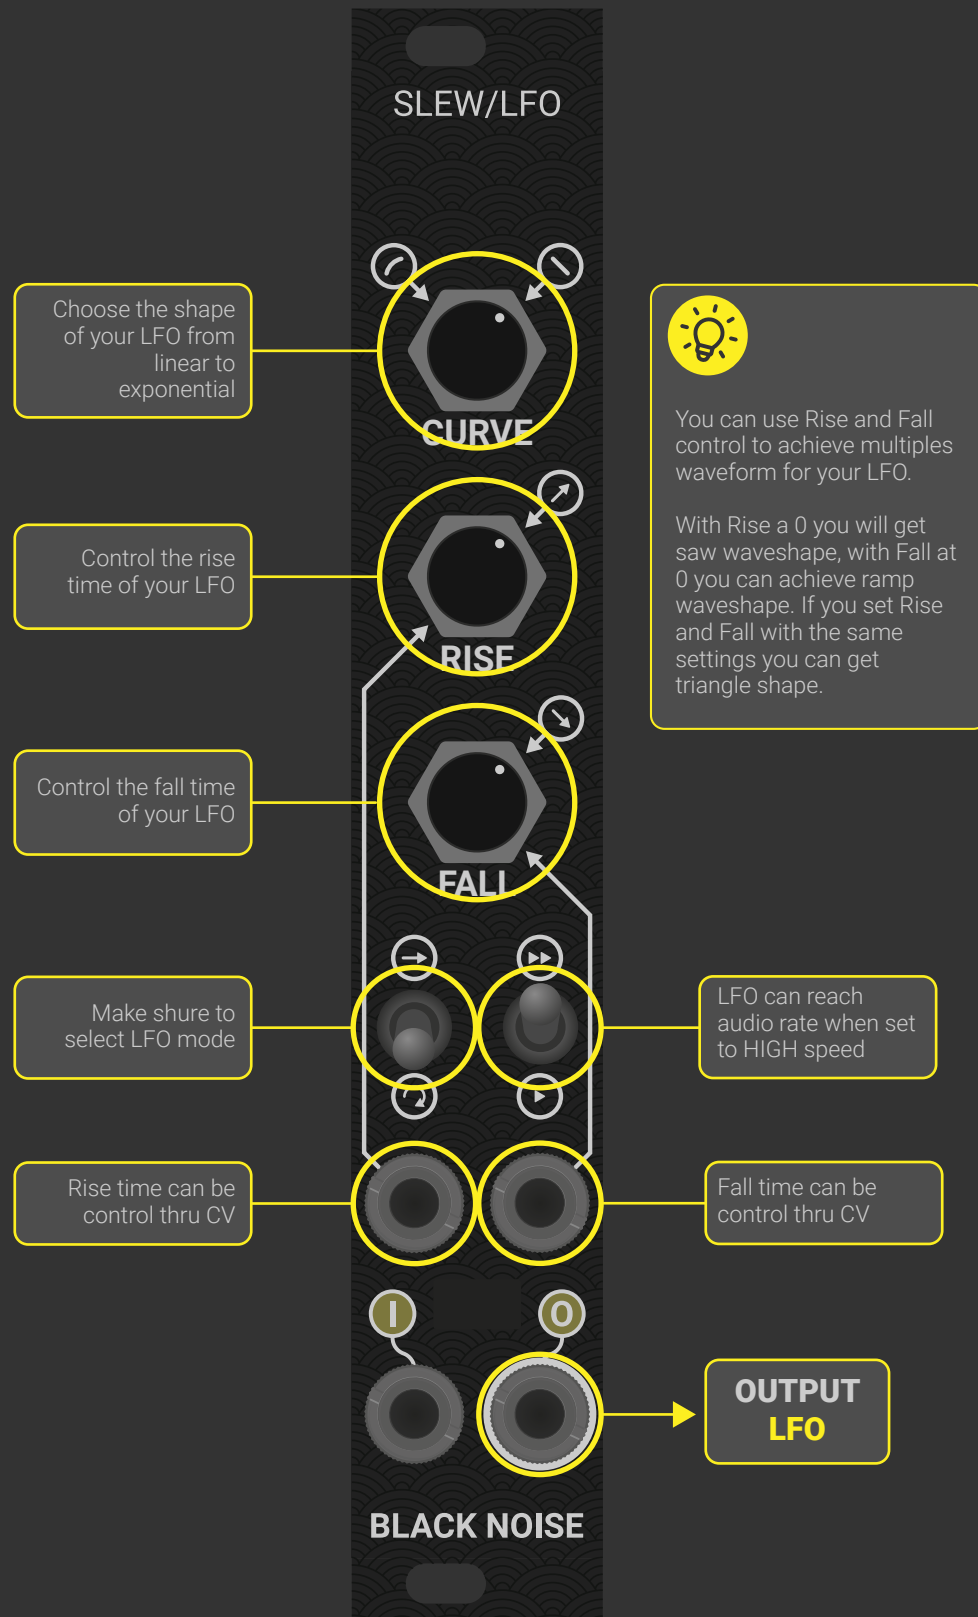 SLEW/LFO
Choose the shape
of your LFO from
linear to
exponential
CURVE
You can use Rise and Fall
control to achieve multiples
waveform for your LFO.
With Rise a 0 you will get
saw waveshape, with Fall at
0 you can achieve ramp
waveshape. If you set Rise
and Fall with the same
settings you can get
triangle shape.
Control the rise
time of your LFO
RISE
Control the fall time
of your LFO
FALL
Make shure to
select LFO mode
LFO can reach
audio rate when set
to HIGH speed
Rise time can be
control thru CV
Fall time can be
control thru CV
I
O
OUTPUT
LFO
BLACK NOISE